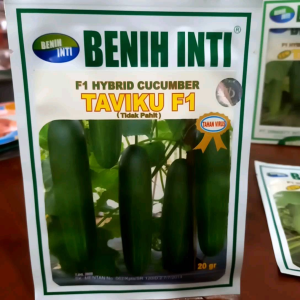 BENIH INTI
BENIH INTI®
F1 HYBRID CUCUMBER
TAVIKU F1
(Tidak Pahit)
TAHAN VIRUS
20 gr